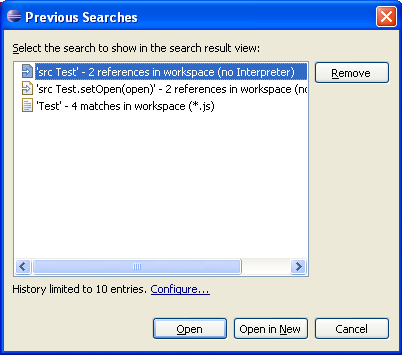 Previous Searches
Select the search to show in the search result view:
'src Test' - 2 references in workspace (no Interpreter)
Remove
'src Test.setOpen(open)' - 2 references in workspace (no
'Test' - 4 matches in workspace (*.js)
History limited to 10 entries. Configure...
Open
Open in New
Cancel